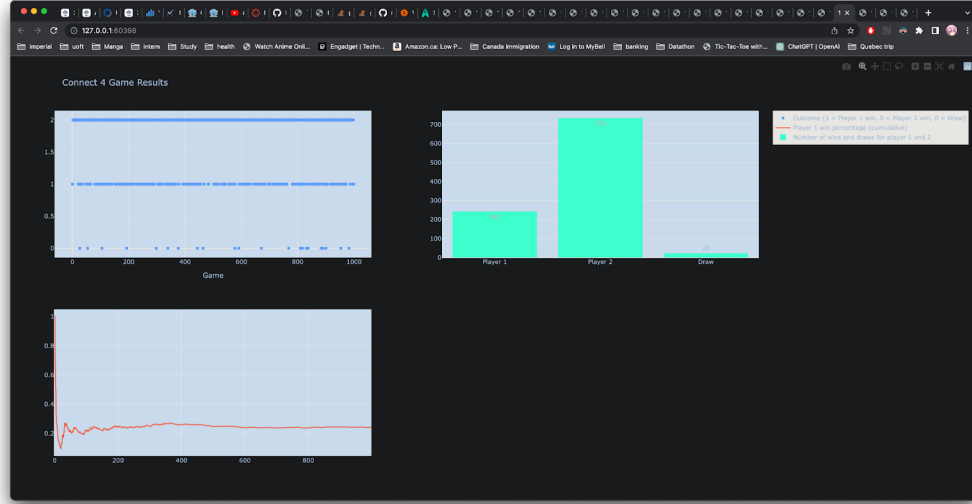 127.0.0.1:60398
imperial uoft Manga intern Study health Watch Anime Onli... Engadget | Techn... Amazon.ca: Low P... Canada immigration Log in to MyBell banking Datathon Tic-Tac-Toe with... ChatGPT | OpenAI Quebec trip
Connect 4 Game Results
2
1.5
1
0.5
0
0 200 400 600 800 1000
Game
700
600
500
400
300
200
100
0
23
Player 1 Player 2 Draw
Outcome (1 = Player 1 win, 0 = Player 2 win, 0 = Draw)
Player 1 win percentage (cumulative)
Number of wins and draws for player 1 and 2
1
0.8
0.6
0.4
0.2
0 200 400 600 800